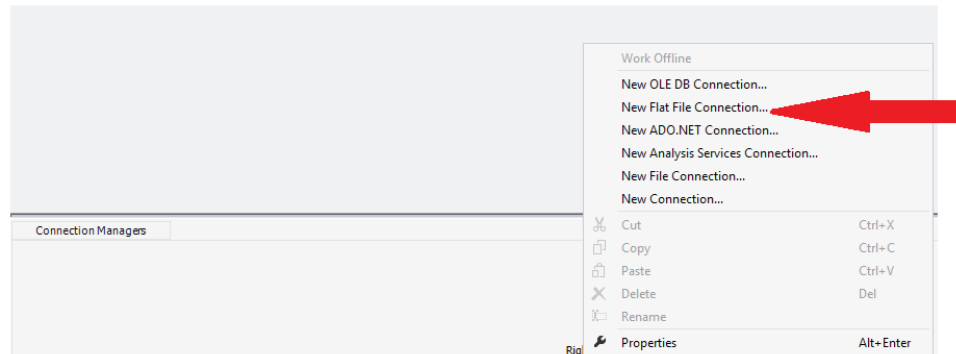 Work Offline
New OLE DB Connection...
New Flat File Connection...
New ADO.NET Connection...
New Analysis Services Connection...
New File Connection...
New Connection...
Connection Managers
Cut Ctrl+X
Copy Ctrl+C
Paste Ctrl+V
Delete Del
Rename
Properties Alt+Enter